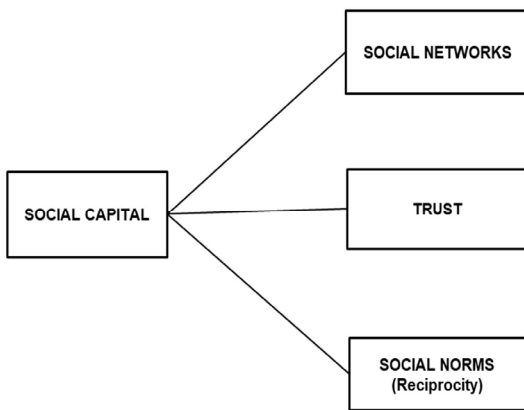 SOCIAL NETWORKS
SOCIAL CAPITAL
TRUST
SOCIAL NORMS
(Reciprocity)